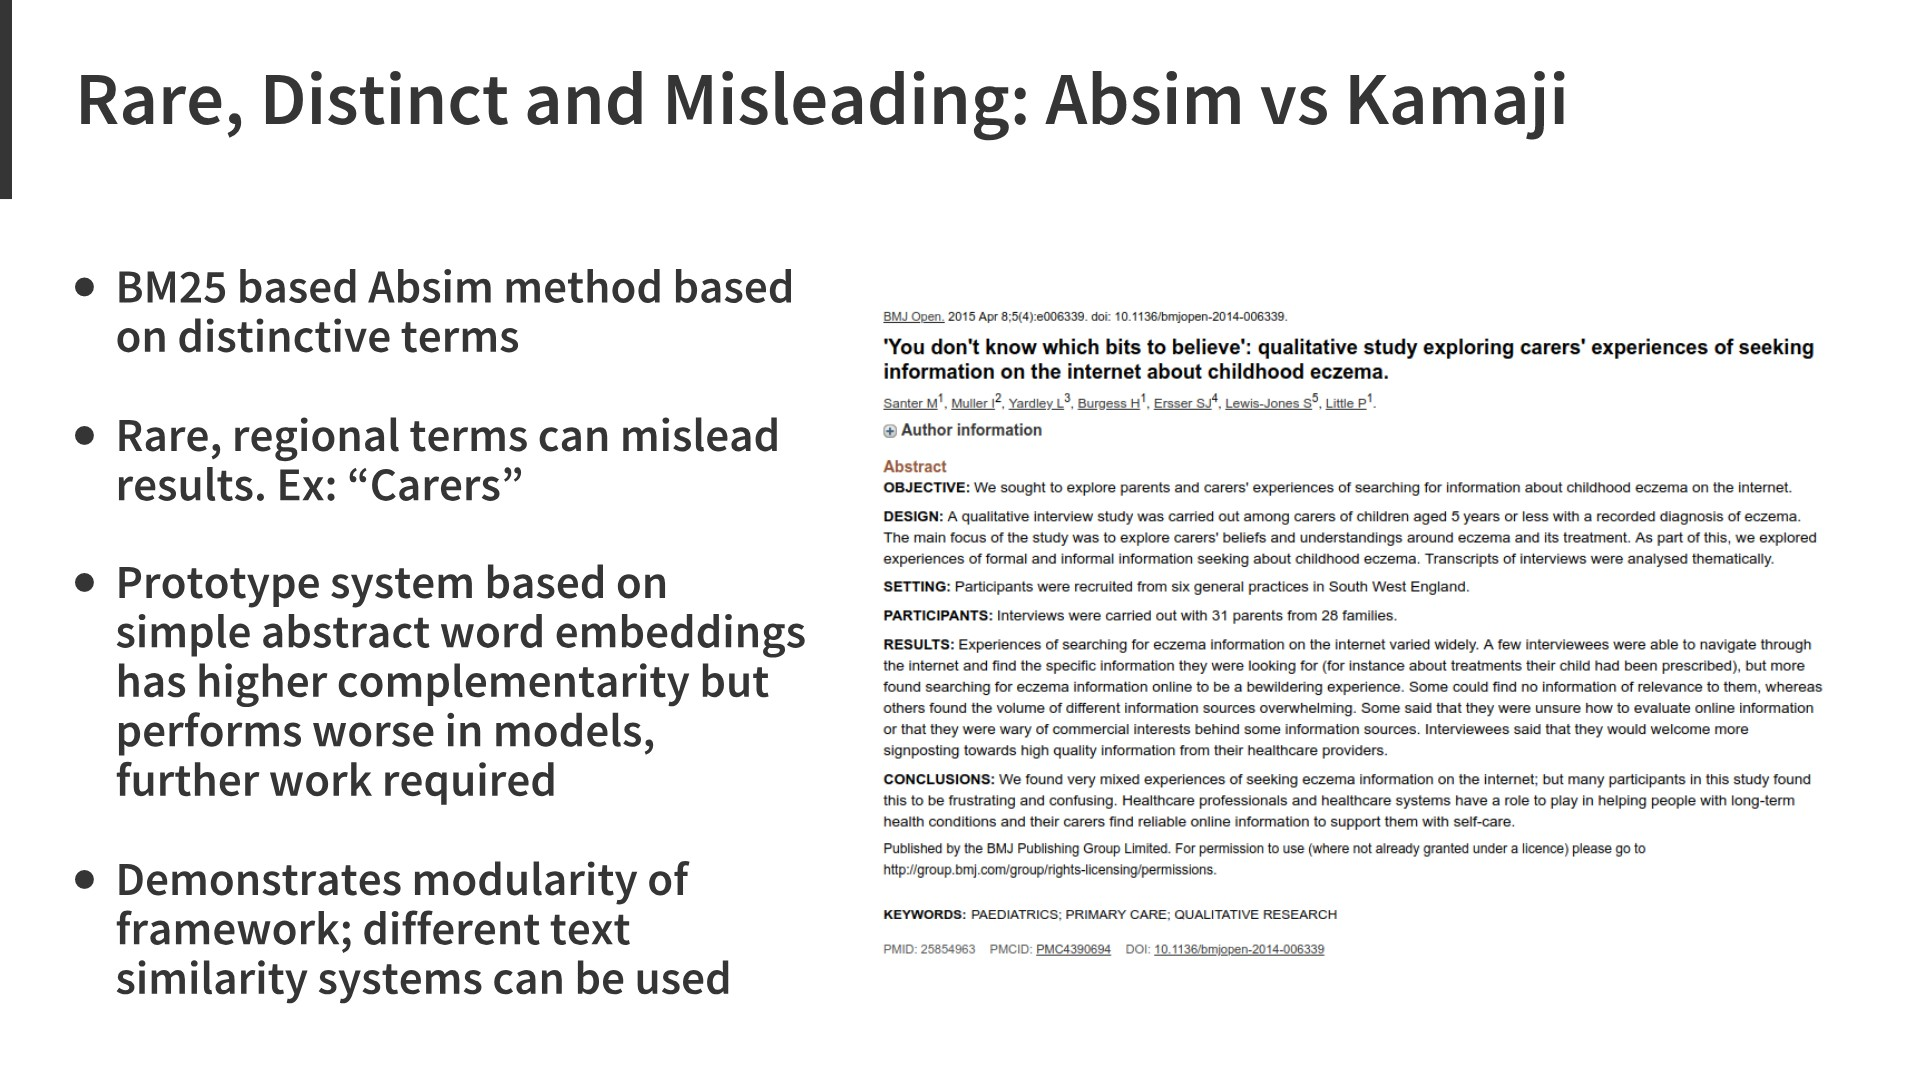 Rare, Distinct and Misleading: Absim vs Kamaji
● BM25 based Absim method based
on distinctive terms
● Rare, regional terms can mislead
results. Ex: “Carers”
● Prototype system based on
simple abstract word embeddings
has higher complementarity but
performs worse in models,
further work required
● Demonstrates modularity of
framework; different text
similarity systems can be used
BMJ Open. 2015 Apr 8;5(4):e006339. doi: 10.1136/bmjopen-2014-006339.
'You don't know which bits to believe': qualitative study exploring carers' experiences of seeking
information on the internet about childhood eczema.
Santer M1, Muller I2, Yardley L3, Burgess H1, Ersser SJ4, Lewis-Jones S5, Little P1.
Author information
Abstract
OBJECTIVE: We sought to explore parents and carers' experiences of searching for information about childhood eczema on the internet.
DESIGN: A qualitative interview study was carried out among carers of children aged 5 years or less with a recorded diagnosis of eczema.
The main focus of the study was to explore carers' beliefs and understandings around eczema and its treatment. As part of this, we explored
experiences of formal and informal information seeking about childhood eczema. Transcripts of interviews were analysed thematically.
SETTING: Participants were recruited from six general practices in South West England.
PARTICIPANTS: Interviews were carried out with 31 parents from 28 families.
RESULTS: Experiences of searching for eczema information on the internet varied widely. A few interviewees were able to navigate through
the internet and find the specific information they were looking for (for instance about treatments their child had been prescribed), but more
found searching for eczema information online to be a bewildering experience. Some could find no information of relevance to them, whereas
others found the volume of different information sources overwhelming. Some said that they were unsure how to evaluate online information
or that they were wary of commercial interests behind some information sources. Interviewees said that they would welcome more
signposting towards high quality information from their healthcare providers.
CONCLUSIONS: We found very mixed experiences of seeking eczema information on the internet; but many participants in this study found
this to be frustrating and confusing. Healthcare professionals and healthcare systems have a role to play in helping people with long-term
health conditions and their carers find reliable online information to support them with self-care.
Published by the BMJ Publishing Group Limited. For permission to use (where not already granted under a licence) please go to
http://group.bmj.com/group/rights-licensing/permissions.
KEYWORDS: PAEDIATRICS; PRIMARY CARE; QUALITATIVE RESEARCH
PMID: 25854963 PMCID: PMC4390694 DOI: 10.1136/bmjopen-2014-006339